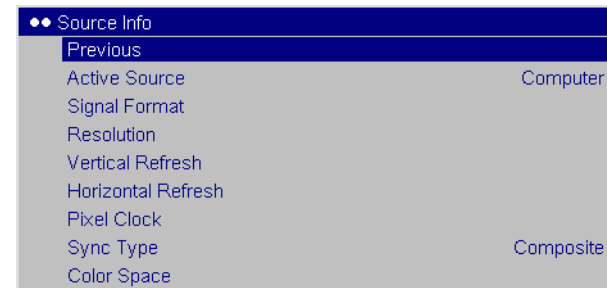 Source Info
Previous
Active Source Computer
Signal Format
Resolution
Vertical Refresh
Horizontal Refresh
Pixel Clock
Sync Type Composite
Color Space